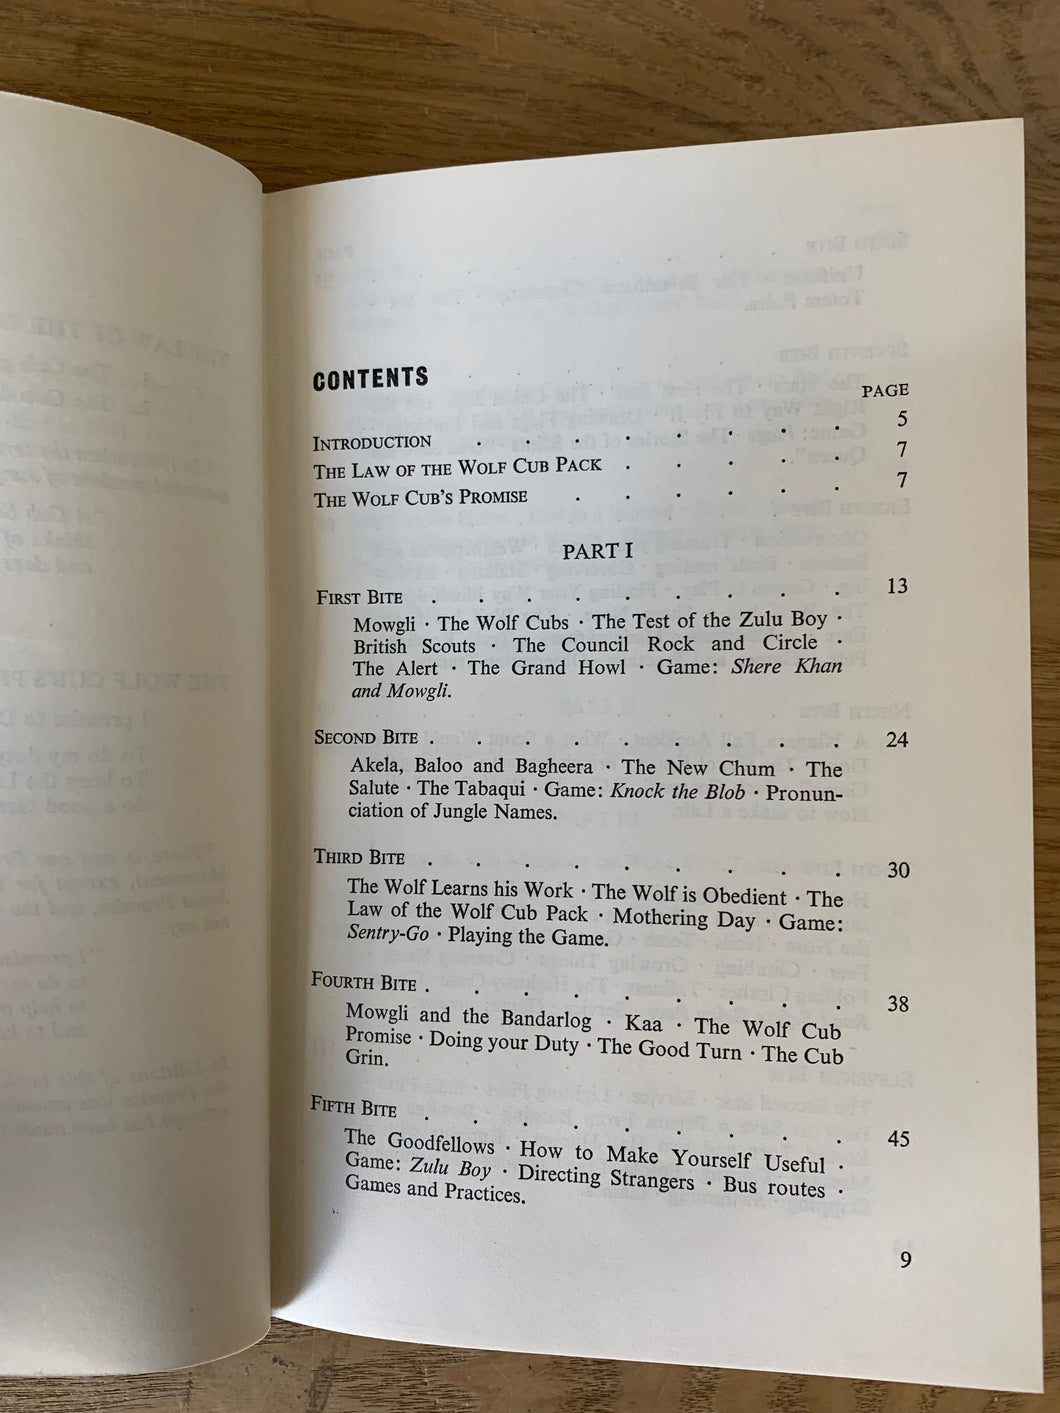 CONTENTS
PAGE
INTRODUCTION . . . . . . . . 5
THE LAW OF THE WOLF CUB PACK . . . . . 7
THE WOLF CUB'S PROMISE . . . . . . 7
PART I
FIRST BITE . . . . . . . . . 13
Mowgli · The Wolf Cubs · The Test of the Zulu Boy ·
British Scouts · The Council Rock and Circle ·
The Alert · The Grand Howl · Game: Shere Khan
and Mowgli.
SECOND BITE . . . . . . . . . 24
Akela, Baloo and Bagheera · The New Chum · The
Salute · The Tabaqui · Game: Knock the Blob · Pronun-
ciation of Jungle Names.
THIRD BITE . . . . . . . . . 30
The Wolf Learns his Work · The Wolf is Obedient · The
Law of the Wolf Cub Pack · Mothering Day · Game:
Sentry-Go · Playing the Game.
FOURTH BITE . . . . . . . . . 38
Mowgli and the Bandarlog · Kaa · The Wolf Cub
Promise · Doing your Duty · The Good Turn · The Cub
Grin.
FIFTH BITE . . . . . . . . . 45
The Goodfellows · How to Make Yourself Useful ·
Game: Zulu Boy · Directing Strangers · Bus routes ·
Games and Practices.
9